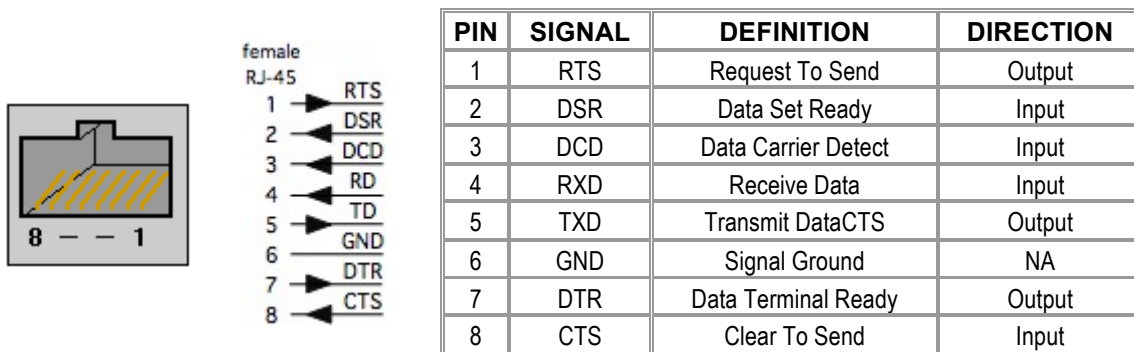 female
RJ-45
1 RTS
2 DSR
3 DCD
4 RD
5 TD
6 GND
7 DTR
8 CTS
8 – – 1
PIN SIGNAL DEFINITION DIRECTION
1 RTS Request To Send Output
2 DSR Data Set Ready Input
3 DCD Data Carrier Detect Input
4 RXD Receive Data Input
5 TXD Transmit DataCTS Output
6 GND Signal Ground NA
7 DTR Data Terminal Ready Output
8 CTS Clear To Send Input